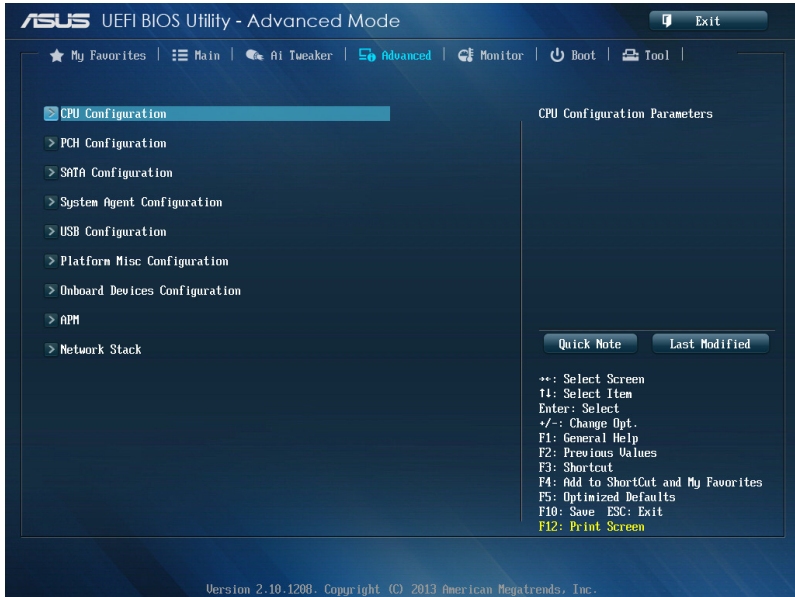 ASUS UEFI BIOS Utility - Advanced Mode
Exit
My Favorites | Main | Ai Tweaker | Advanced | Monitor | Boot | Tool |
> CPU Configuration
> PCH Configuration
> SATA Configuration
> System Agent Configuration
> USB Configuration
> Platform Misc Configuration
> Onboard Devices Configuration
> APM
> Network Stack
CPU Configuration Parameters
Quick Note
Last Modified
→←: Select Screen
↑↓: Select Item
Enter: Select
+/-: Change Opt.
F1: General Help
F2: Previous Values
F3: Shortcut
F4: Add to ShortCut and My Favorites
F5: Optimized Defaults
F10: Save ESC: Exit
F12: Print Screen
Version 2.10.1208. Copyright (C) 2013 American Megatrends, Inc.